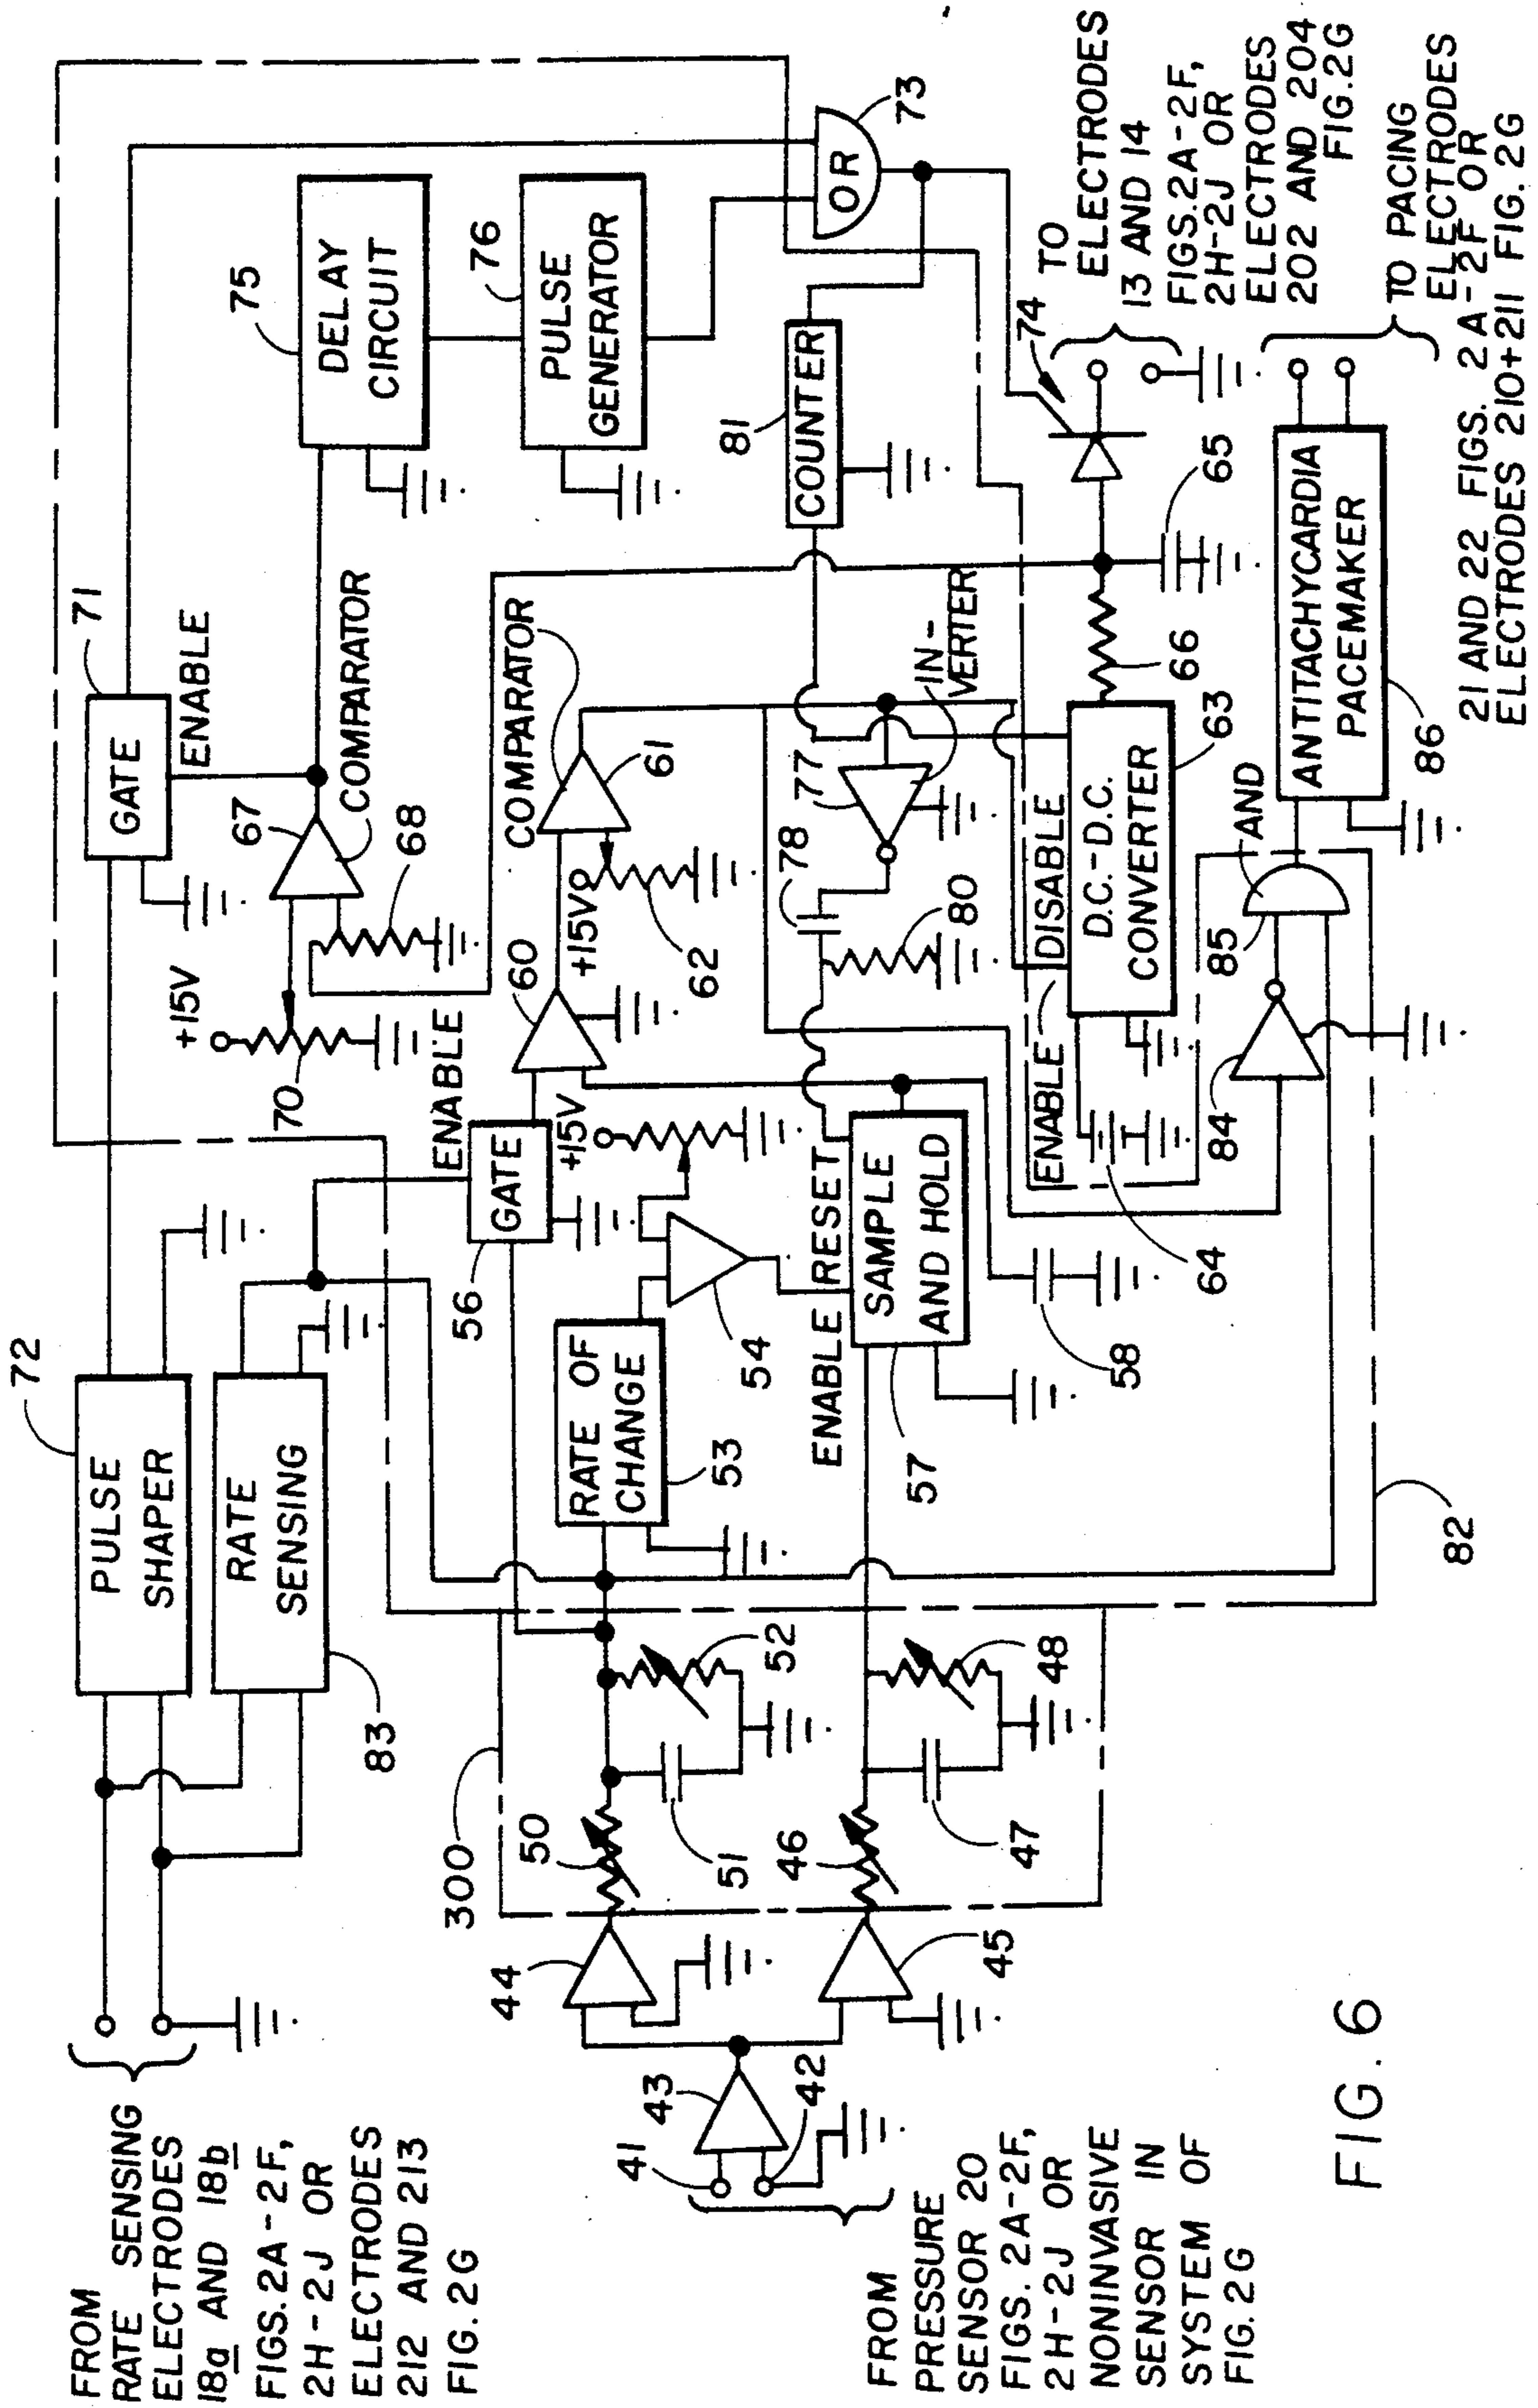 FROM
RATE SENSING
ELECTRODES
18a AND 18b
FIGS. 2A-2F,
2H-2J OR
ELECTRODES
212 AND 213
FIG. 2G
72
PULSE
SHAPER
RATE
SENSING
83
71
GATE
ENABLE
+15V
70
67
COMPARATOR
68
75
DELAY
CIRCUIT
76
PULSE
GENERATOR
OR
73
FROM
PRESSURE
SENSOR 20
FIGS. 2A-2F,
2H-2J OR
NONINVASIVE
SENSOR IN
SYSTEM OF
FIG. 2G
41
42
43
44
45
300
50
51
52
46
47
48
56
ENABLE
GATE
RATE OF
CHANGE
53
+15V
54
ENABLE
RESET
SAMPLE
AND HOLD
57
58
60
COMPARATOR
61
+15V
62
77
IN-
VERTER
78
80
81
COUNTER
ENABLE
DISABLE
D.C.-D.C.
CONVERTER
63
64
66
65
74
TO
ELECTRODES
13 AND 14
FIGS. 2A-2F,
2H-2J OR
ELECTRODES
202 AND 204
FIG. 2G
84
85
AND
ANTITACHYCARDIA
PACEMAKER
86
TO PACING
ELECTRODES
21 AND 22 FIGS. 2A-2F OR
ELECTRODES 210+211 FIG. 2G
82
FIG. 6